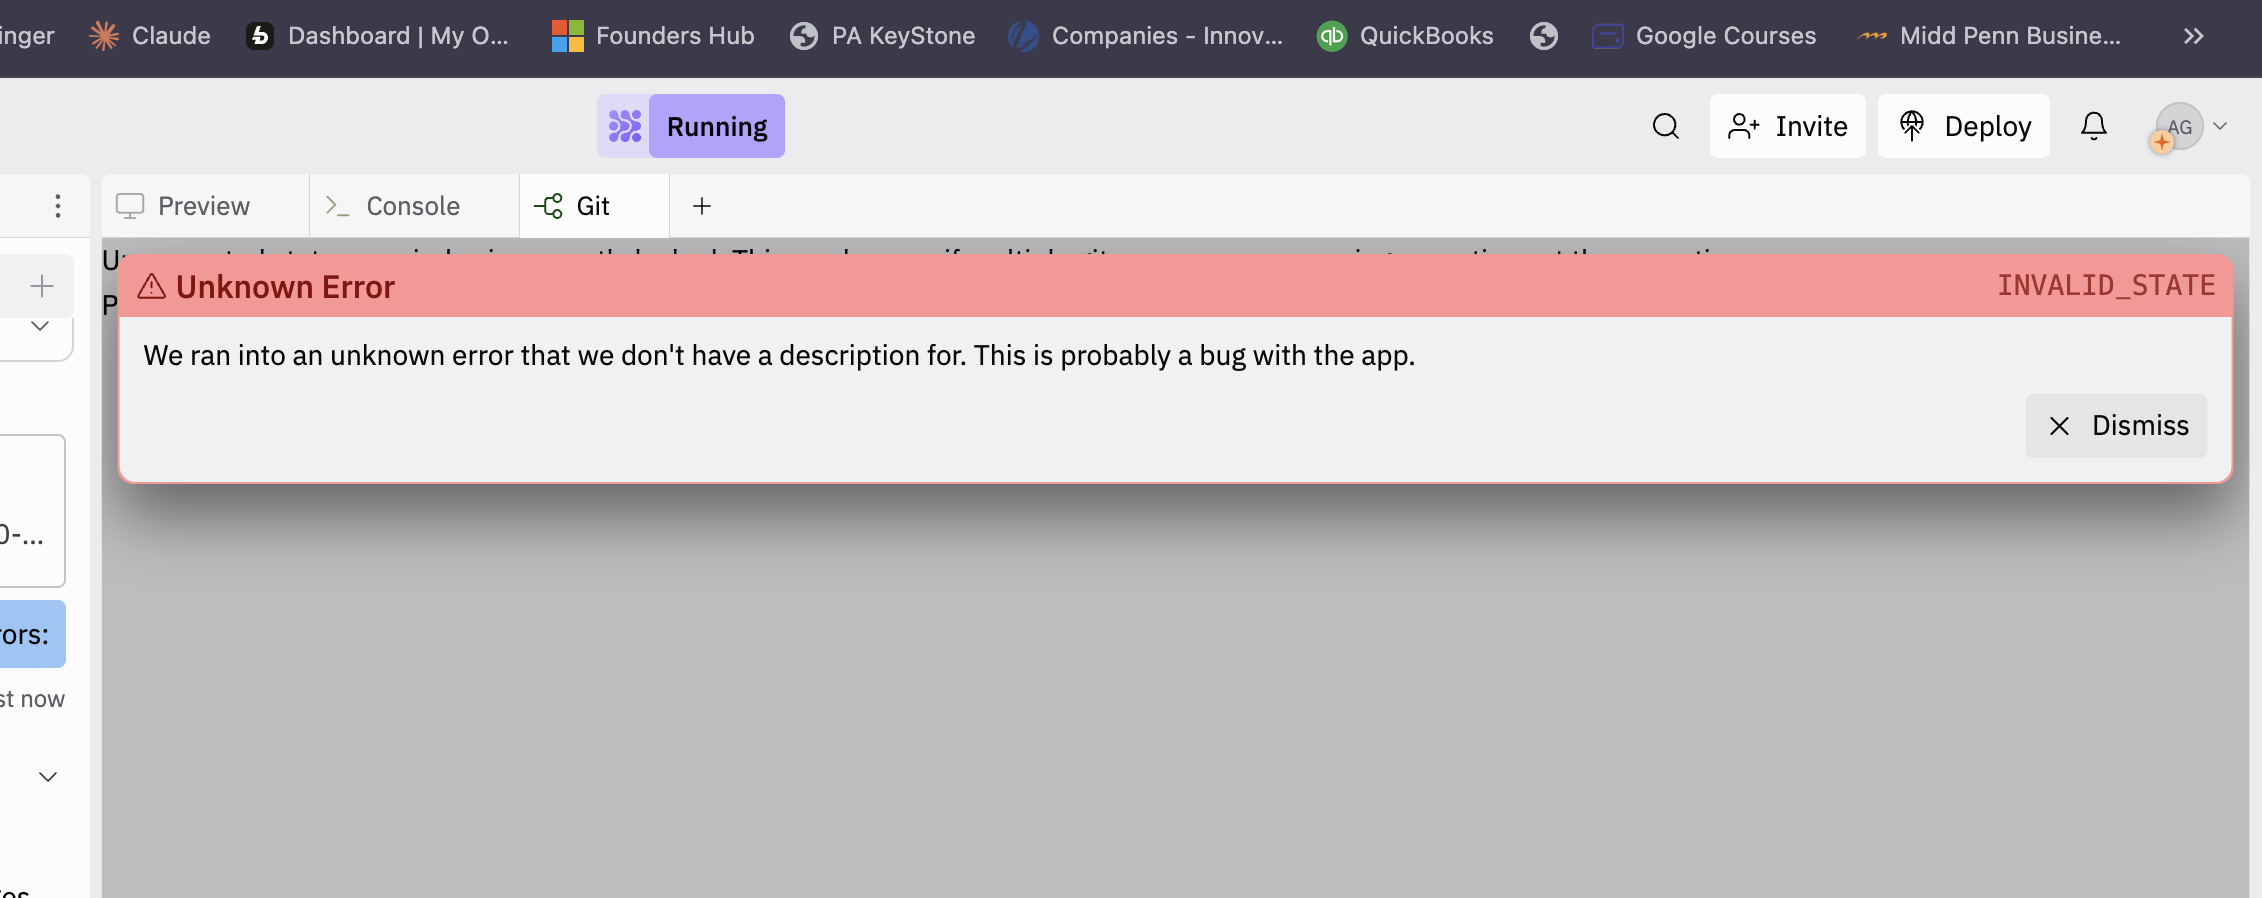 inger Claude Dashboard | My O... Founders Hub PA KeyStone Companies - Innov... QuickBooks Google Courses Midd Penn Busine...
Running Invite Deploy AG
Preview Console Git
Unknown Error INVALID_STATE
We ran into an unknown error that we don't have a description for. This is probably a bug with the app.
Dismiss
0-...
ors:
st now